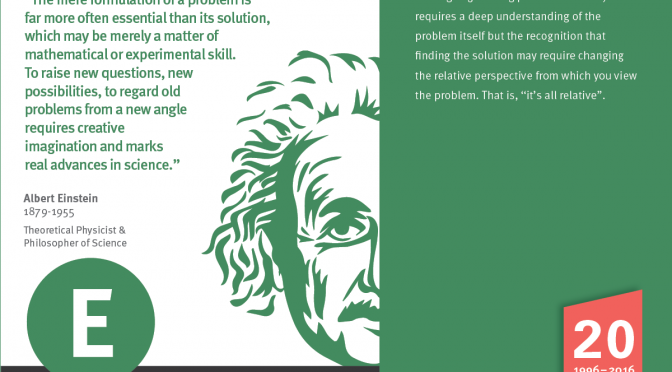 “The mere formulation of a problem is
far more often essential than its solution,
which may be merely a matter of
mathematical or experimental skill.
To raise new questions, new
possibilities, to regard old
problems from a new angle
requires creative
imagination and marks
real advances in science.”
Albert Einstein
1879-1955
Theoretical Physicist &
Philosopher of Science
E
requires a deep understanding of the
problem itself but the recognition that
finding the solution may require changing
the relative perspective from which you view
the problem. That is, “it’s all relative”.
20
1996–2016